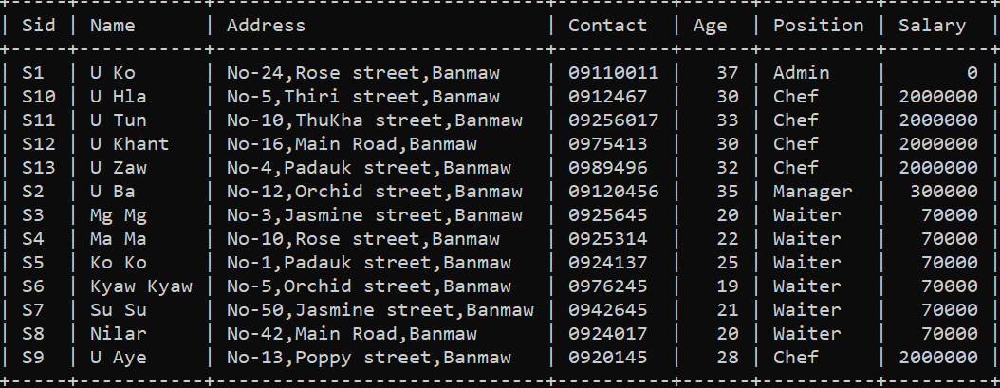 | Sid | Name      | Address                    | Contact  | Age  | Position | Salary  |
| S1  | U Ko      | No-24,Rose street,Banmaw   | 09110011 |   37 | Admin    |       0 |
| S10 | U Hla     | No-5,Thiri street,Banmaw   | 0912467  |   30 | Chef     | 2000000 |
| S11 | U Tun     | No-10,ThuKha street,Banmaw | 09256017 |   33 | Chef     | 2000000 |
| S12 | U Khant   | No-16,Main Road,Banmaw     | 0975413  |   30 | Chef     | 2000000 |
| S13 | U Zaw     | No-4,Padauk street,Banmaw  | 0989496  |   32 | Chef     | 2000000 |
| S2  | U Ba      | No-12,Orchid street,Banmaw | 09120456 |   35 | Manager  |  300000 |
| S3  | Mg Mg     | No-3,Jasmine street,Banmaw | 0925645  |   20 | Waiter   |   70000 |
| S4  | Ma Ma     | No-10,Rose street,Banmaw   | 0925314  |   22 | Waiter   |   70000 |
| S5  | Ko Ko     | No-1,Padauk street,Banmaw  | 0924137  |   25 | Waiter   |   70000 |
| S6  | Kyaw Kyaw | No-5,Orchid street,Banmaw  | 0976245  |   19 | Waiter   |   70000 |
| S7  | Su Su     | No-50,Jasmine street,Banmaw | 0942645  |   21 | Waiter   |   70000 |
| S8  | Nilar     | No-42,Main Road,Banmaw     | 0924017  |   20 | Waiter   |   70000 |
| S9  | U Aye     | No-13,Poppy street,Banmaw  | 0920145  |   28 | Chef     | 2000000 |